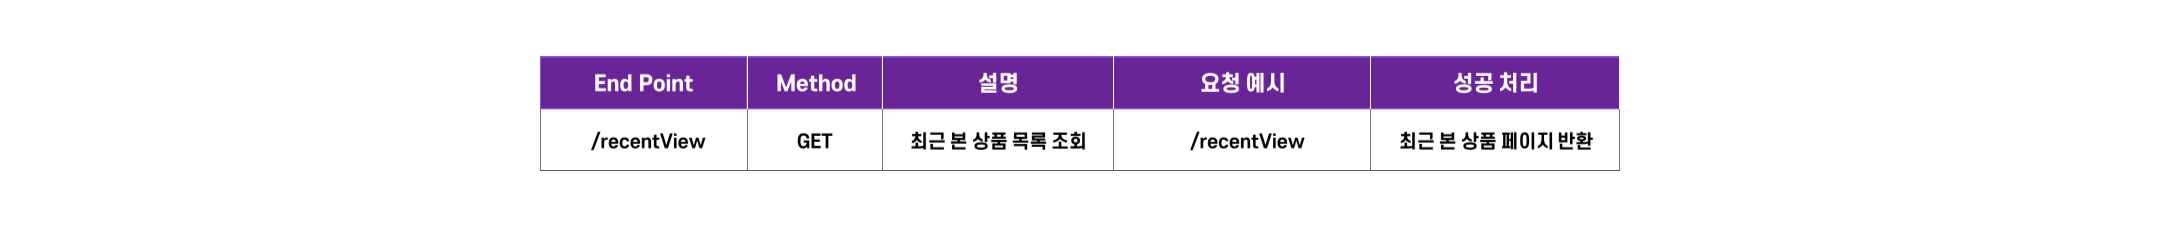 End Point Method 설명 요청 예시 성공 처리
/recentView GET 최근 본 상품 목록 조회 /recentView 최근 본 상품 페이지 반환